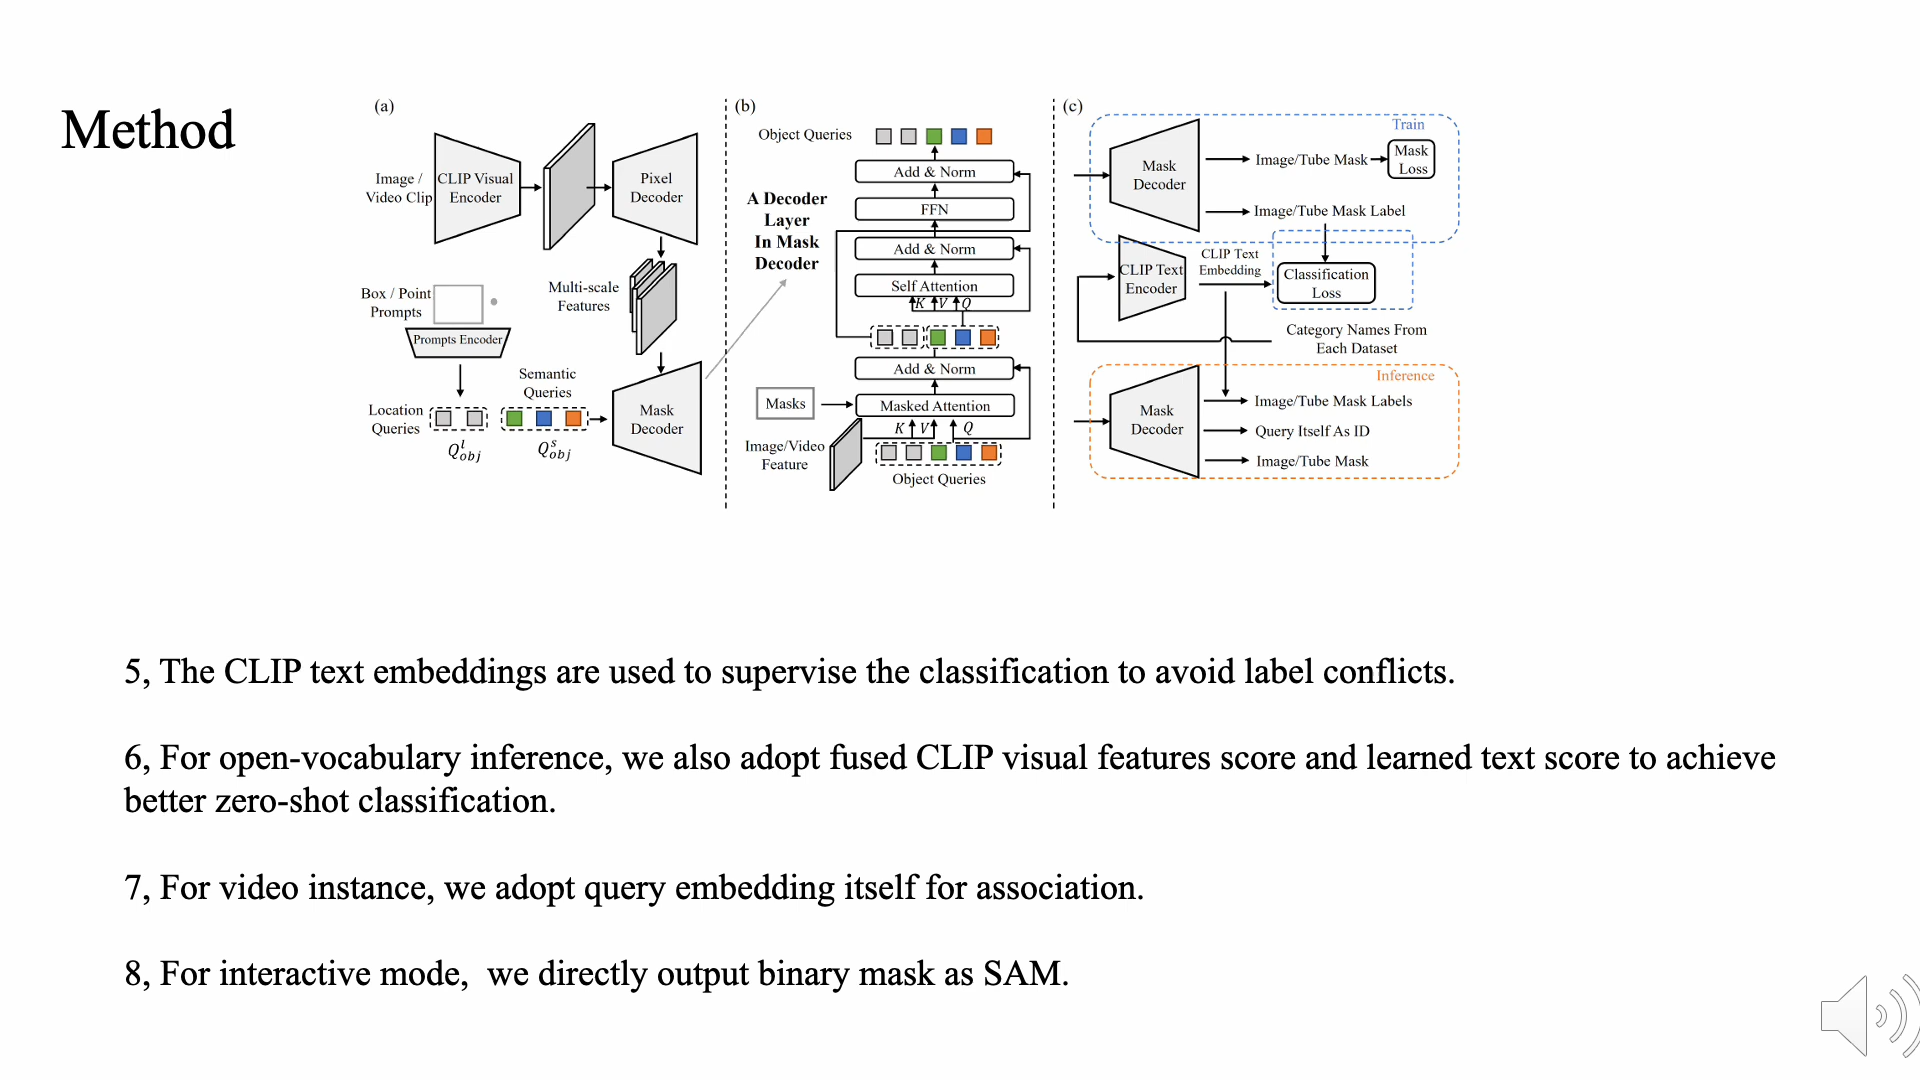 Method
(a)
Image /
Video Clip
CLIP Visual
Encoder
Pixel
Decoder
Box / Point
Prompts
Multi-scale
Features
Prompts Encoder
Semantic
Queries
Location
Queries
Mask
Decoder
Q^l_obj
Q^s_obj
(b)
Object Queries
Add & Norm
FFN
A Decoder
Layer
In Mask
Decoder
Add & Norm
Self Attention
K V Q
Add & Norm
Masks
Masked Attention
K V Q
Image/Video
Feature
Object Queries
(c)
Train
Mask
Decoder
Image/Tube Mask
Mask
Loss
Image/Tube Mask Label
CLIP Text
Encoder
CLIP Text
Embedding
Classification
Loss
Category Names From
Each Dataset
Inference
Mask
Decoder
Image/Tube Mask Labels
Query Itself As ID
Image/Tube Mask
5, The CLIP text embeddings are used to supervise the classification to avoid label conflicts.
6, For open-vocabulary inference, we also adopt fused CLIP visual features score and learned text score to achieve
better zero-shot classification.
7, For video instance, we adopt query embedding itself for association.
8, For interactive mode,  we directly output binary mask as SAM.